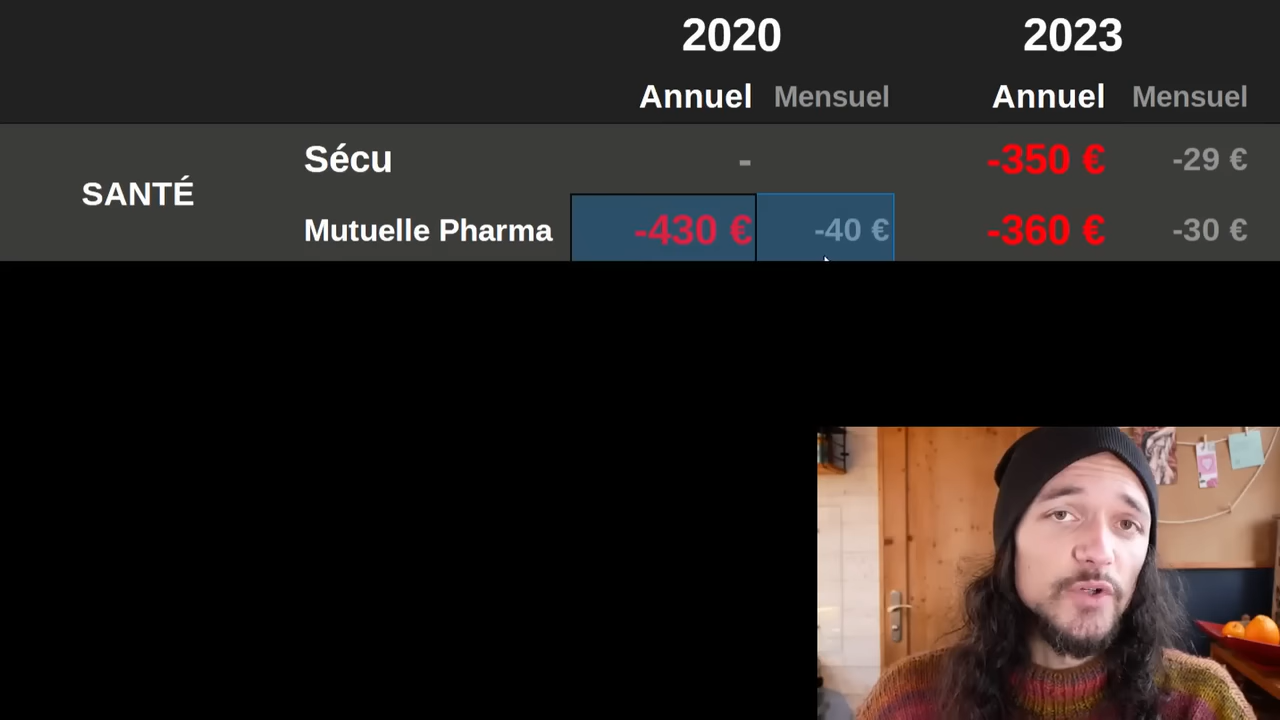 2020 2023
Annuel Mensuel Annuel Mensuel
SANTÉ
Sécu - -350 € -29 €
Mutuelle Pharma -430 € -40 € -360 € -30 €